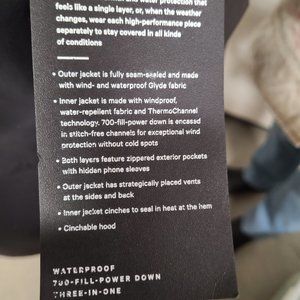 and water protection that
feels like a single layer, or, when the weather
changes, wear each high-performance piece
separately to stay covered in all kinds
of conditions
• Outer jacket is fully seam-sealed and made
with wind- and waterproof Glyde fabric
• Inner jacket is made with windproof,
water-repellent fabric and ThermoChannel
technology. 700-fill-power down is encased
in stitch-free channels for exceptional wind
protection without cold spots
• Both layers feature zippered exterior pockets
with hidden phone sleeves
• Outer jacket has strategically placed vents
at the sides and back
• Inner jacket cinches to seal in heat at the hem
• Cinchable hood
WATERPROOF
700-FILL-POWER DOWN
THREE-IN-ONE